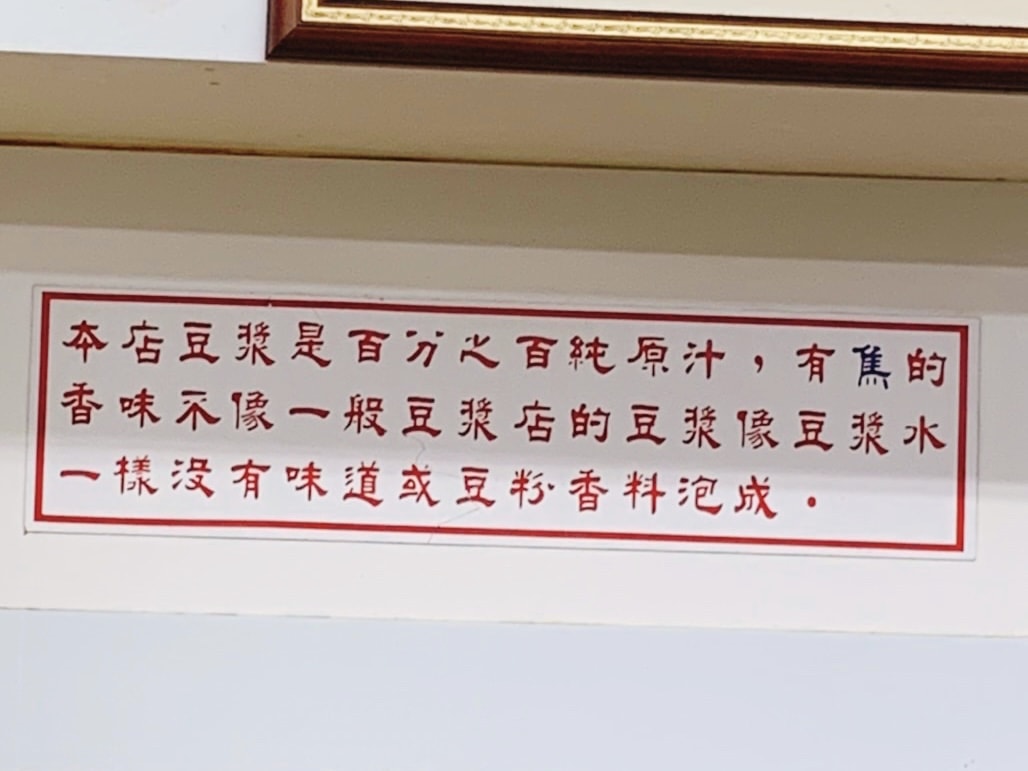 本店豆漿是百分之百純原汁，有焦的
香味不像一般豆漿店的豆漿像豆漿水
一樣沒有味道或豆粉香料泡成。